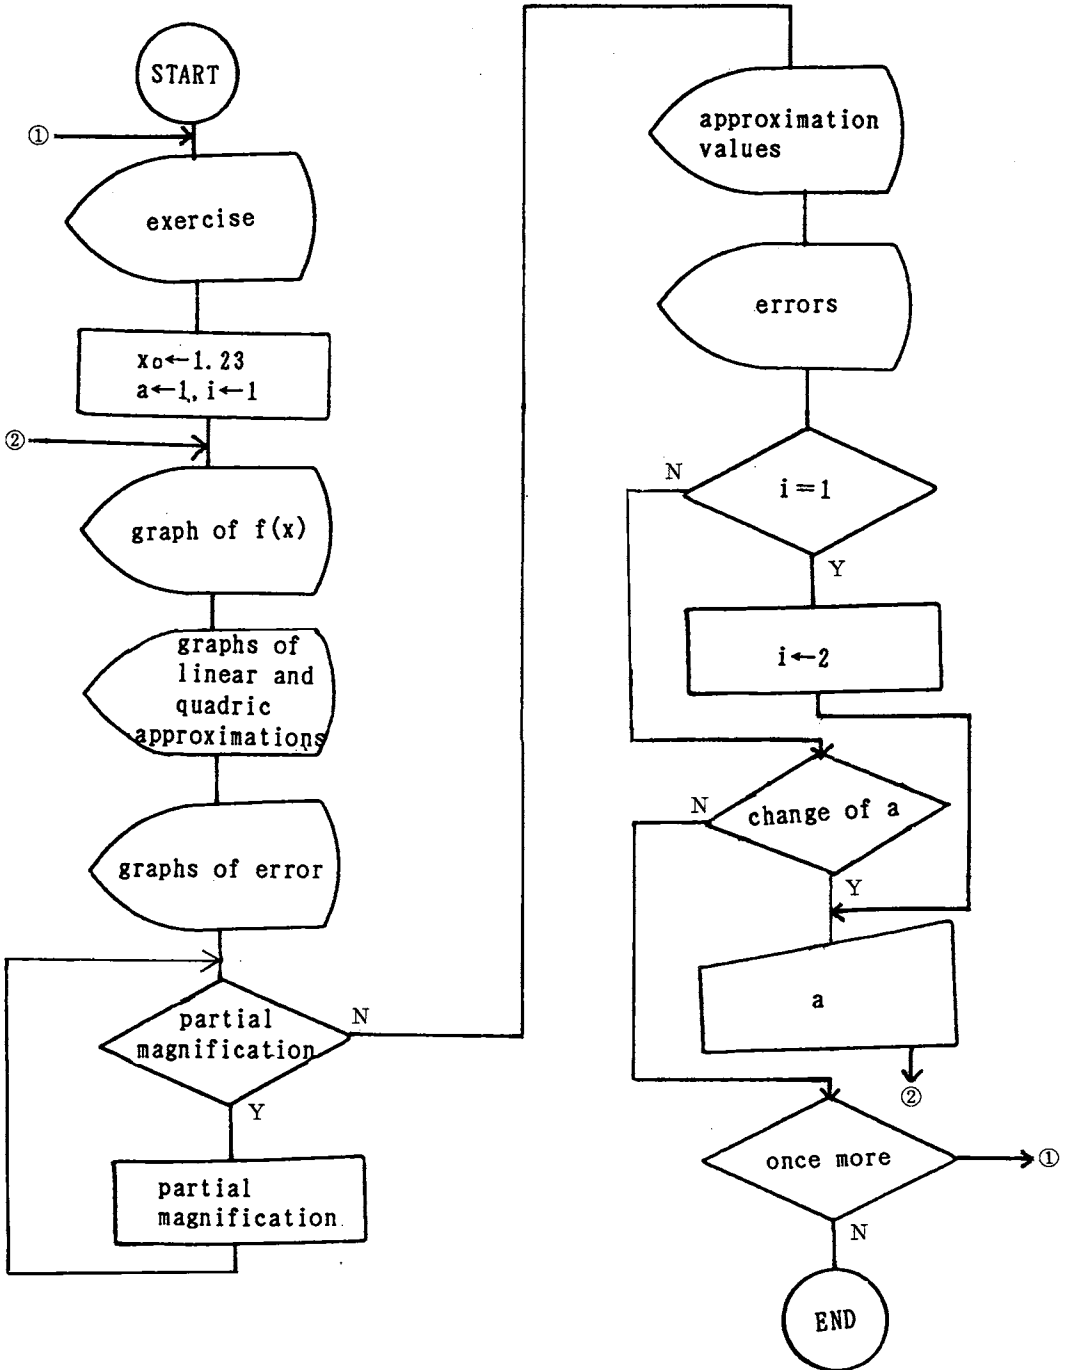 START
①
exercise
x₀←1.23
a←1, i←1
②
graph of f(x)
graphs of
linear and
quadric
approximations
graphs of error
partial
magnification
N
Y
partial
magnification
approximation
values
errors
i=1
N
Y
i←2
change of a
N
Y
a
②
once more
①
N
END